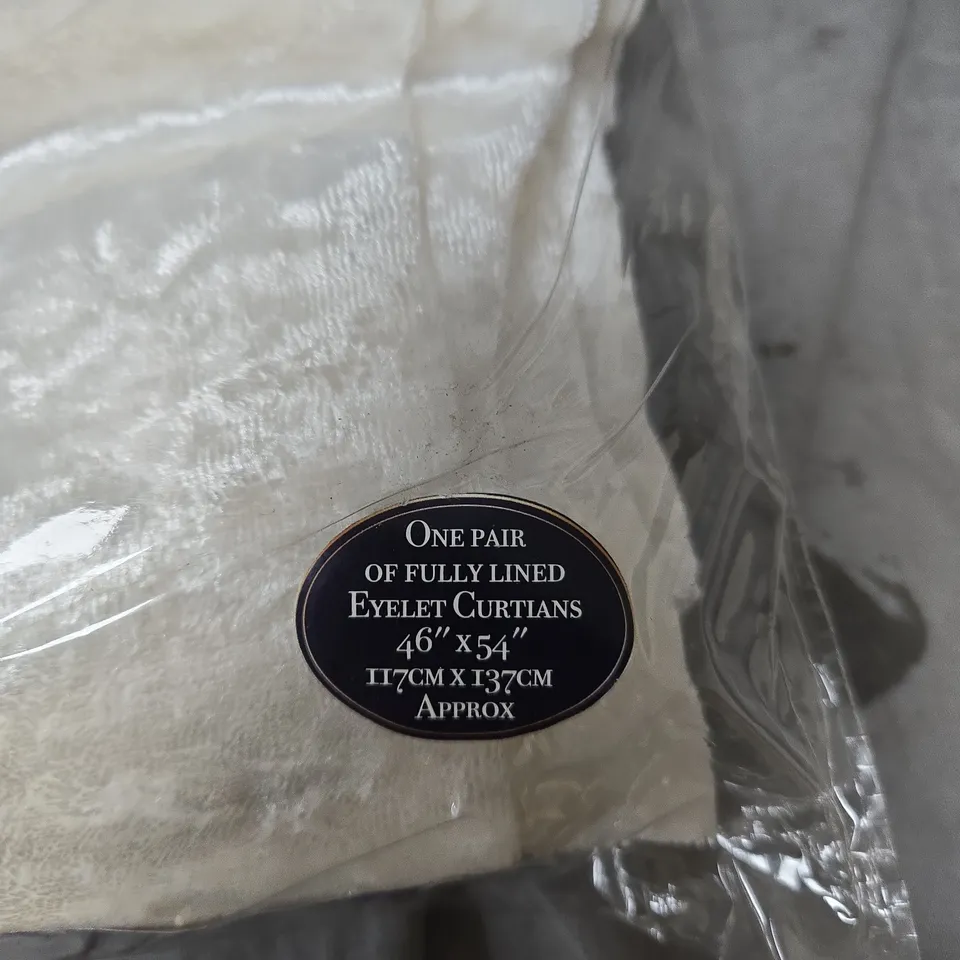 One pair
of fully lined
Eyelet Curtians
46" x 54"
117cm x 137cm
Approx